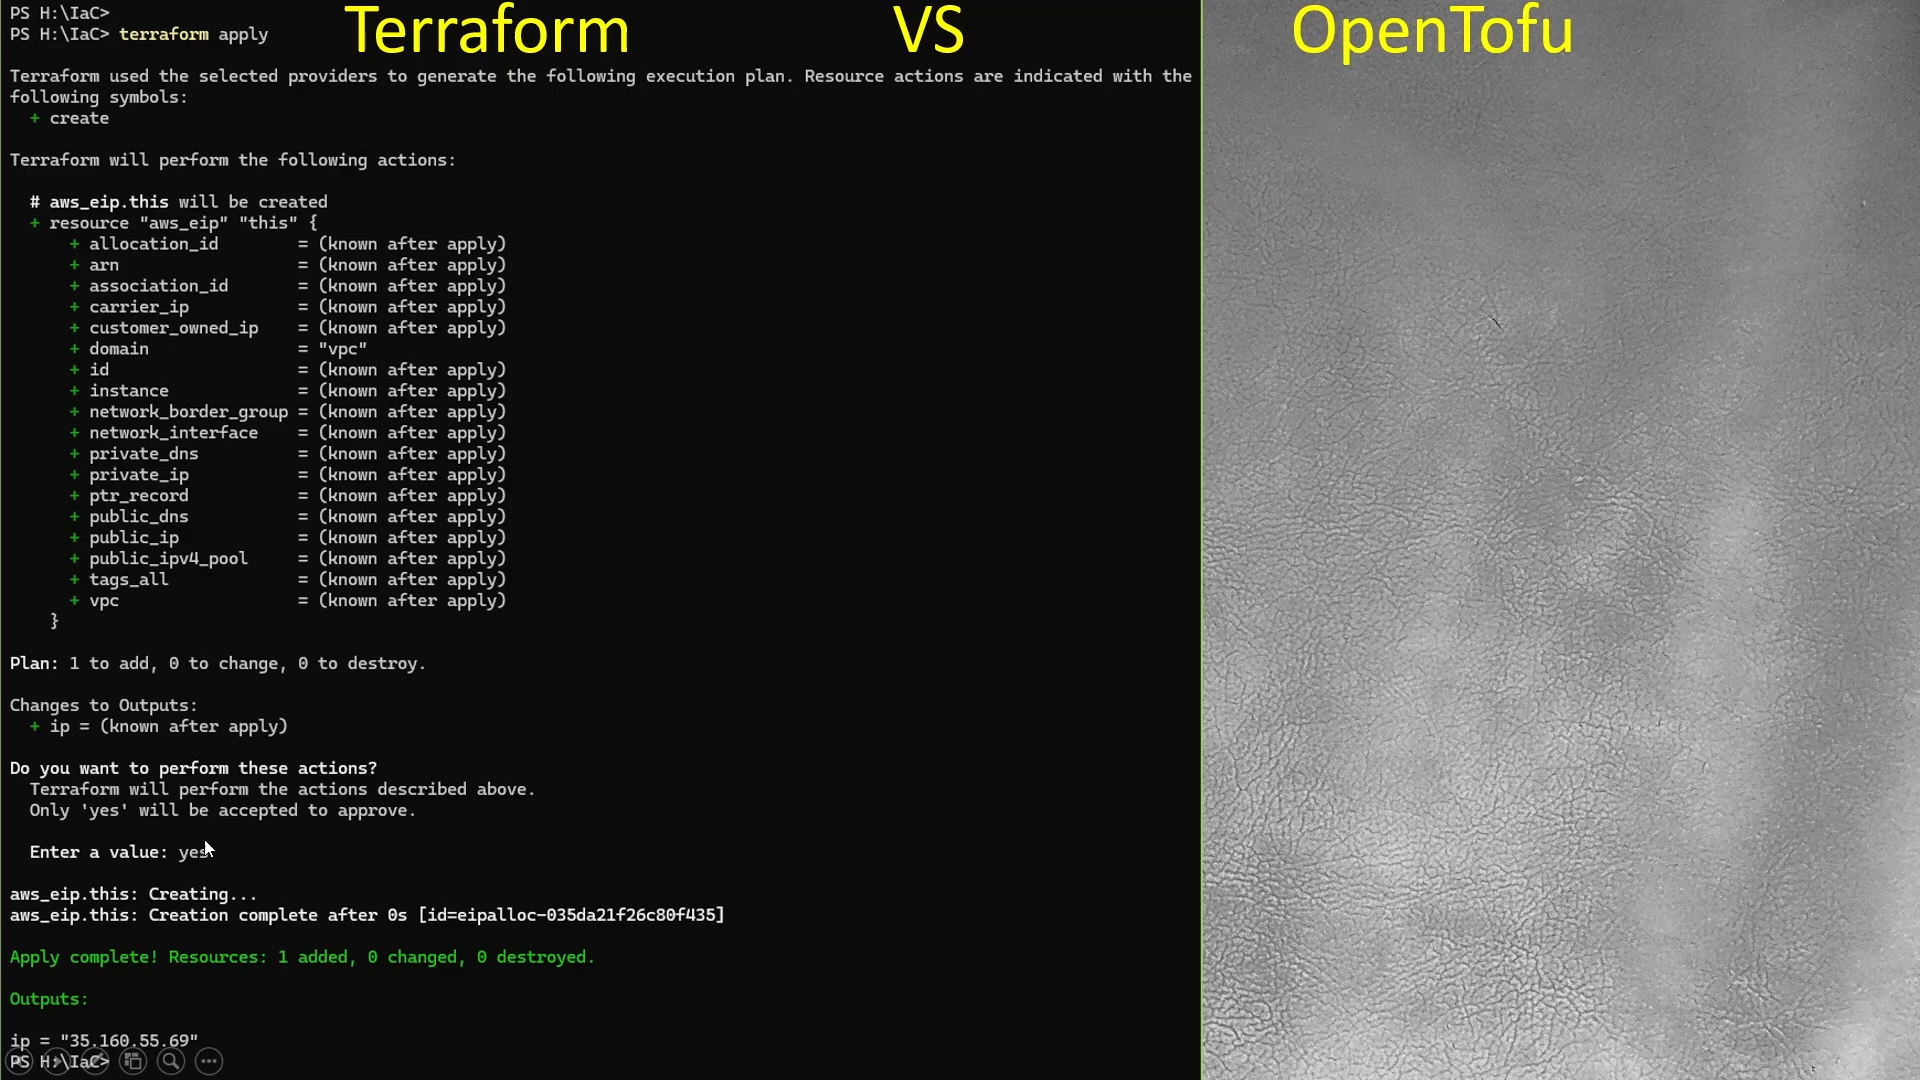 Terraform VS OpenTofu
PS H:\IaC>
PS H:\IaC> terraform apply
Terraform used the selected providers to generate the following execution plan. Resource actions are indicated with the
following symbols:
+ create
Terraform will perform the following actions:
# aws_eip.this will be created
+ resource "aws_eip" "this" {
+ allocation_id = (known after apply)
+ arn = (known after apply)
+ association_id = (known after apply)
+ carrier_ip = (known after apply)
+ customer_owned_ip = (known after apply)
+ domain = "vpc"
+ id = (known after apply)
+ instance = (known after apply)
+ network_border_group = (known after apply)
+ network_interface = (known after apply)
+ private_dns = (known after apply)
+ private_ip = (known after apply)
+ ptr_record = (known after apply)
+ public_dns = (known after apply)
+ public_ip = (known after apply)
+ public_ipv4_pool = (known after apply)
+ tags_all = (known after apply)
+ vpc = (known after apply)
}
Plan: 1 to add, 0 to change, 0 to destroy.
Changes to Outputs:
+ ip = (known after apply)
Do you want to perform these actions?
Terraform will perform the actions described above.
Only 'yes' will be accepted to approve.
Enter a value: yes
aws_eip.this: Creating...
aws_eip.this: Creation complete after 0s [id=eipalloc-035da21f26c80f435]
Apply complete! Resources: 1 added, 0 changed, 0 destroyed.
Outputs:
ip = "35.160.55.69"
PS H:\IaC>